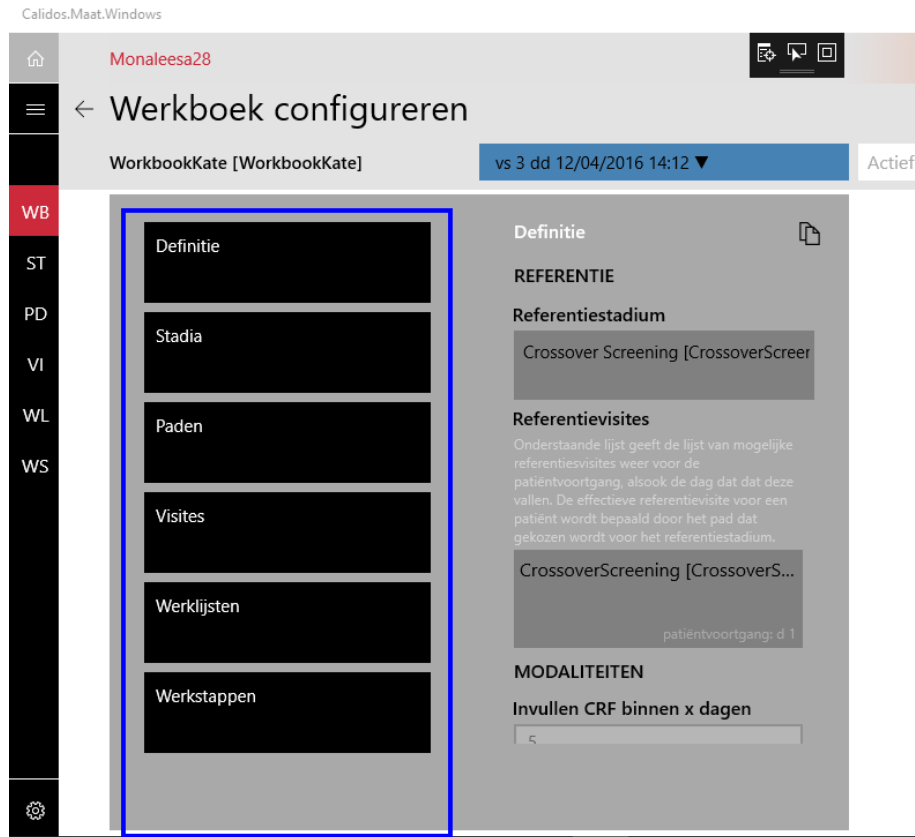 Calidos.Maat.Windows
Monaleesa28
Werkboek configureren
WorkbookKate [WorkbookKate]
vs 3 dd 12/04/2016 14:12 ▼
Actief
WB
ST
PD
VI
WL
WS
Definitie
Stadia
Paden
Visites
Werklijsten
Werkstappen
Definitie
REFERENTIE
Referentiestadium
Crossover Screening [CrossoverScreer
Referentievisites
Onderstaande lijst geeft de lijst van mogelijke
referentiesvisites weer voor de
patiëntvoortgang, alsook de dag dat dat deze
vallen. De effectieve referentievisite voor een
patiënt wordt bepaald door het pad dat
gekozen wordt voor het referentiestadium.
CrossoverScreening [CrossoverS...
patiëntvoortgang: d 1
MODALITEITEN
Invullen CRF binnen x dagen
5